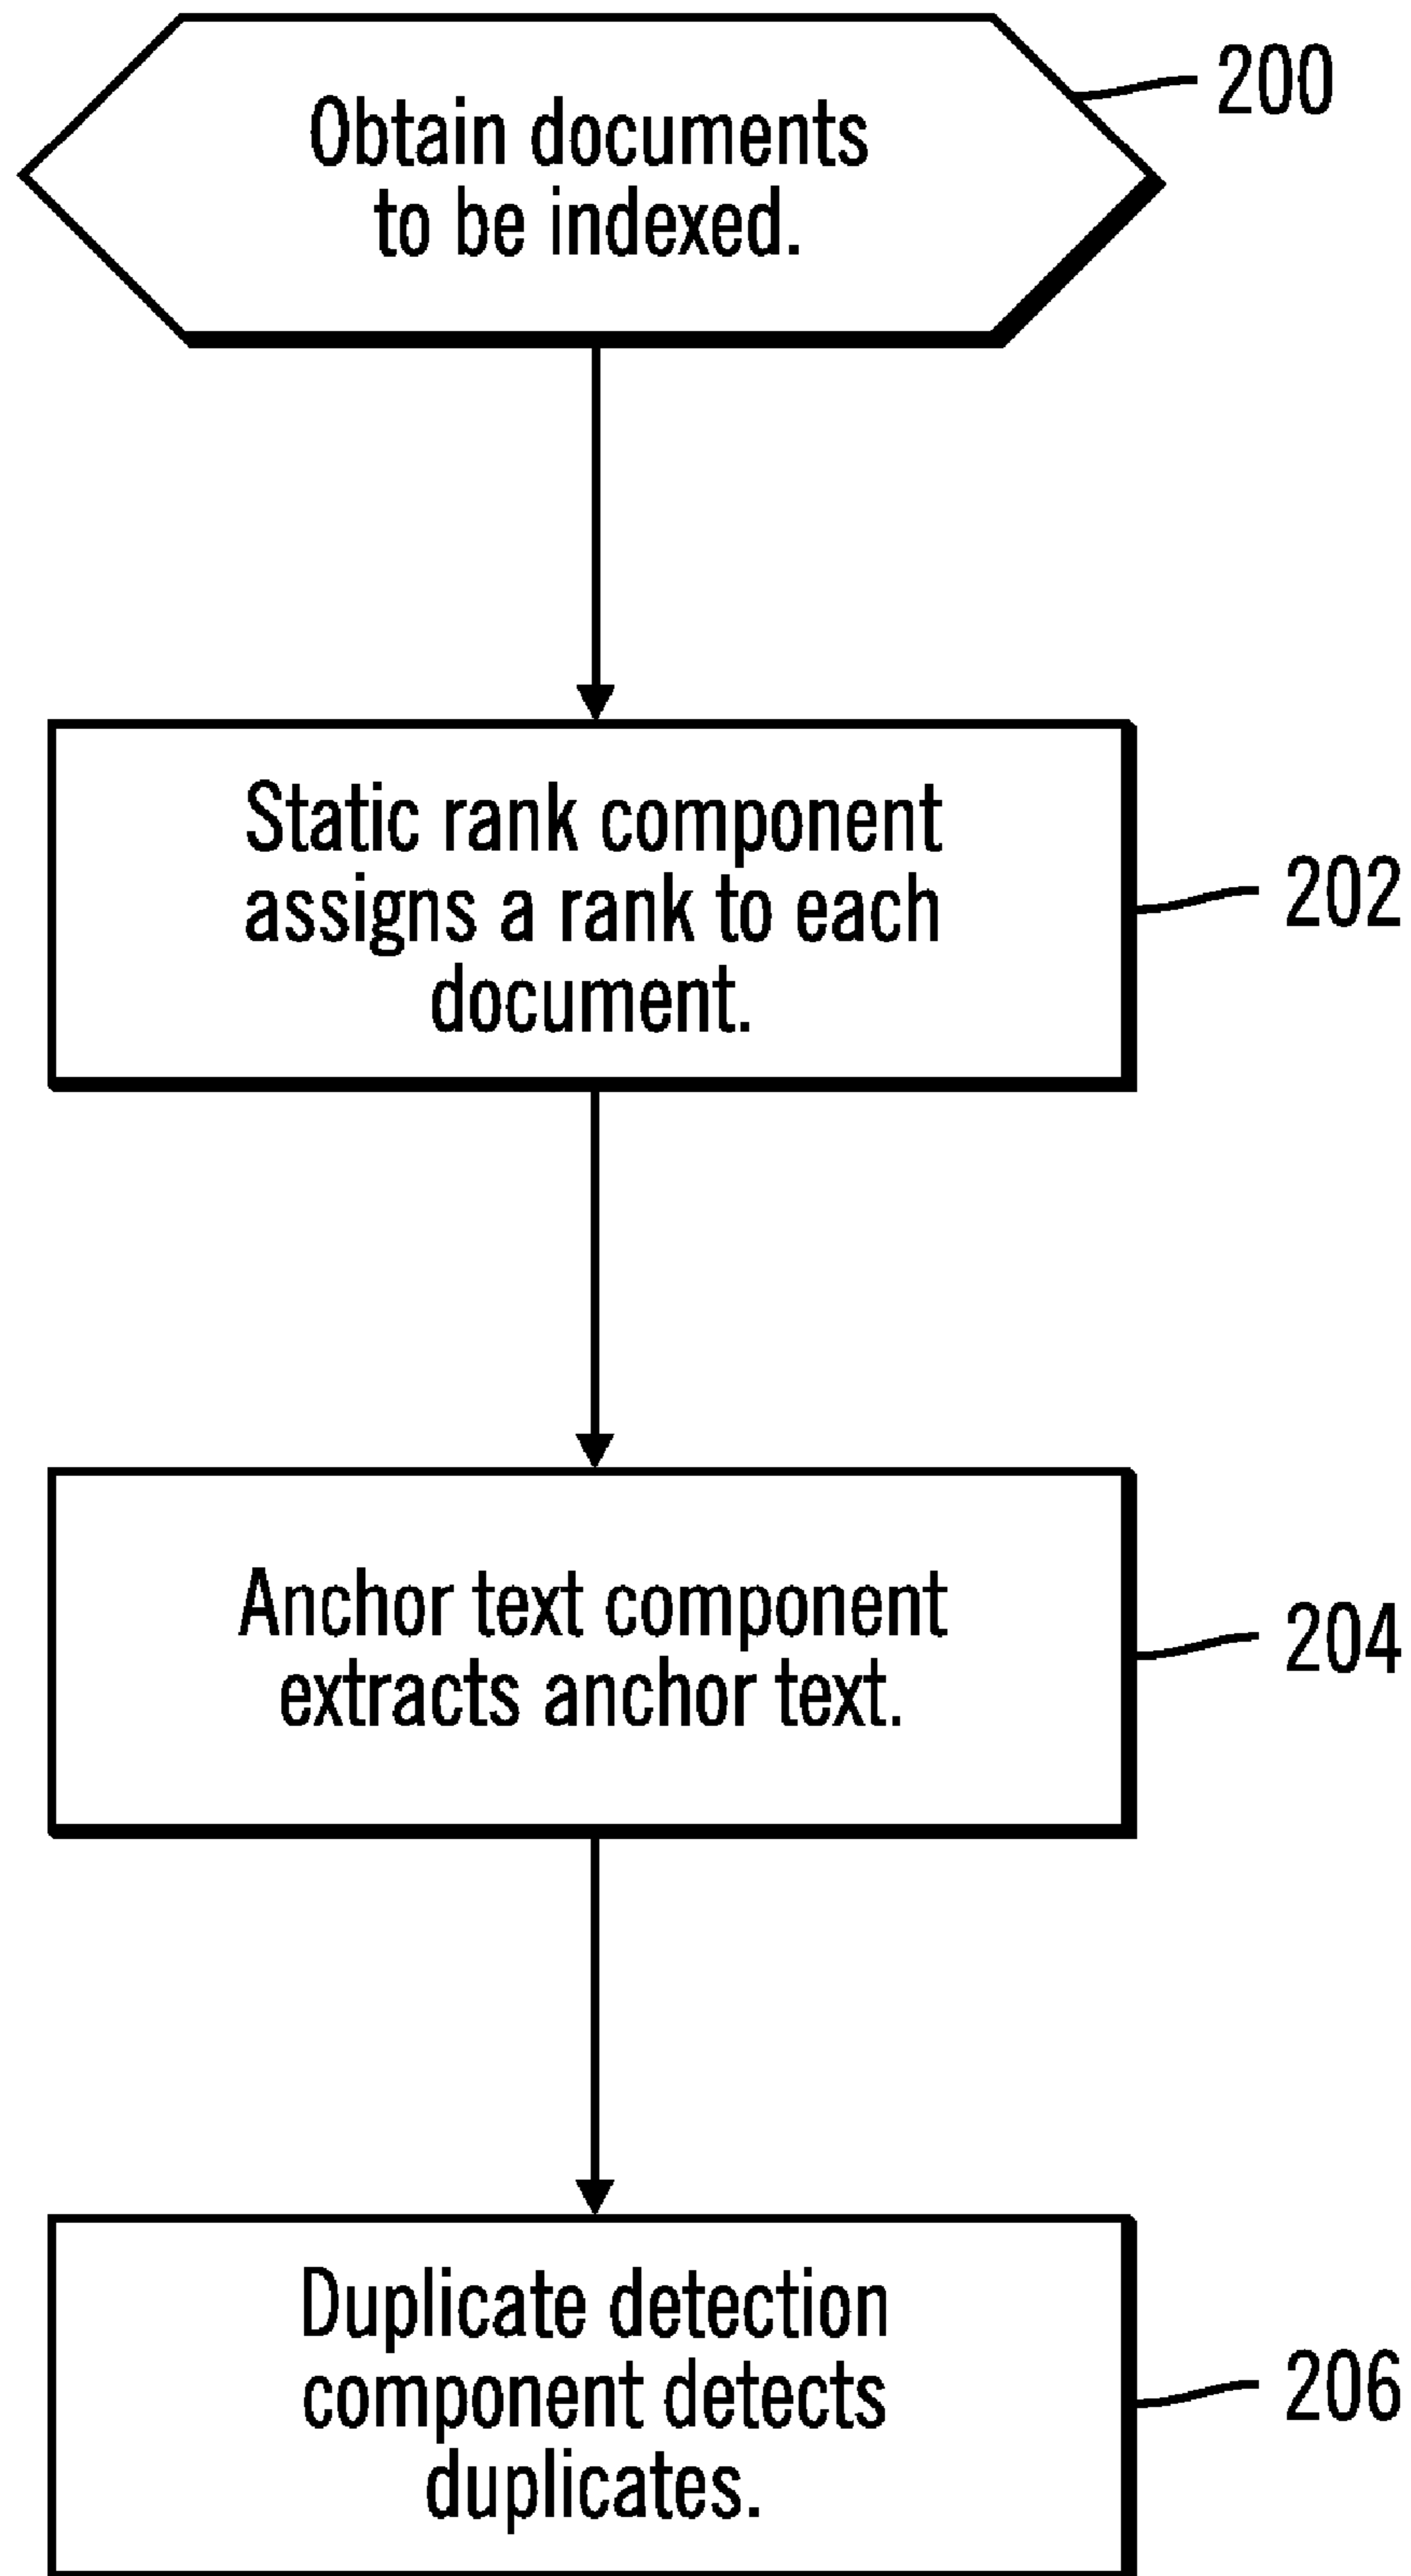 Obtain documents
to be indexed.
200
Static rank component
assigns a rank to each
document.
202
Anchor text component
extracts anchor text.
204
Duplicate detection
component detects
duplicates.
206